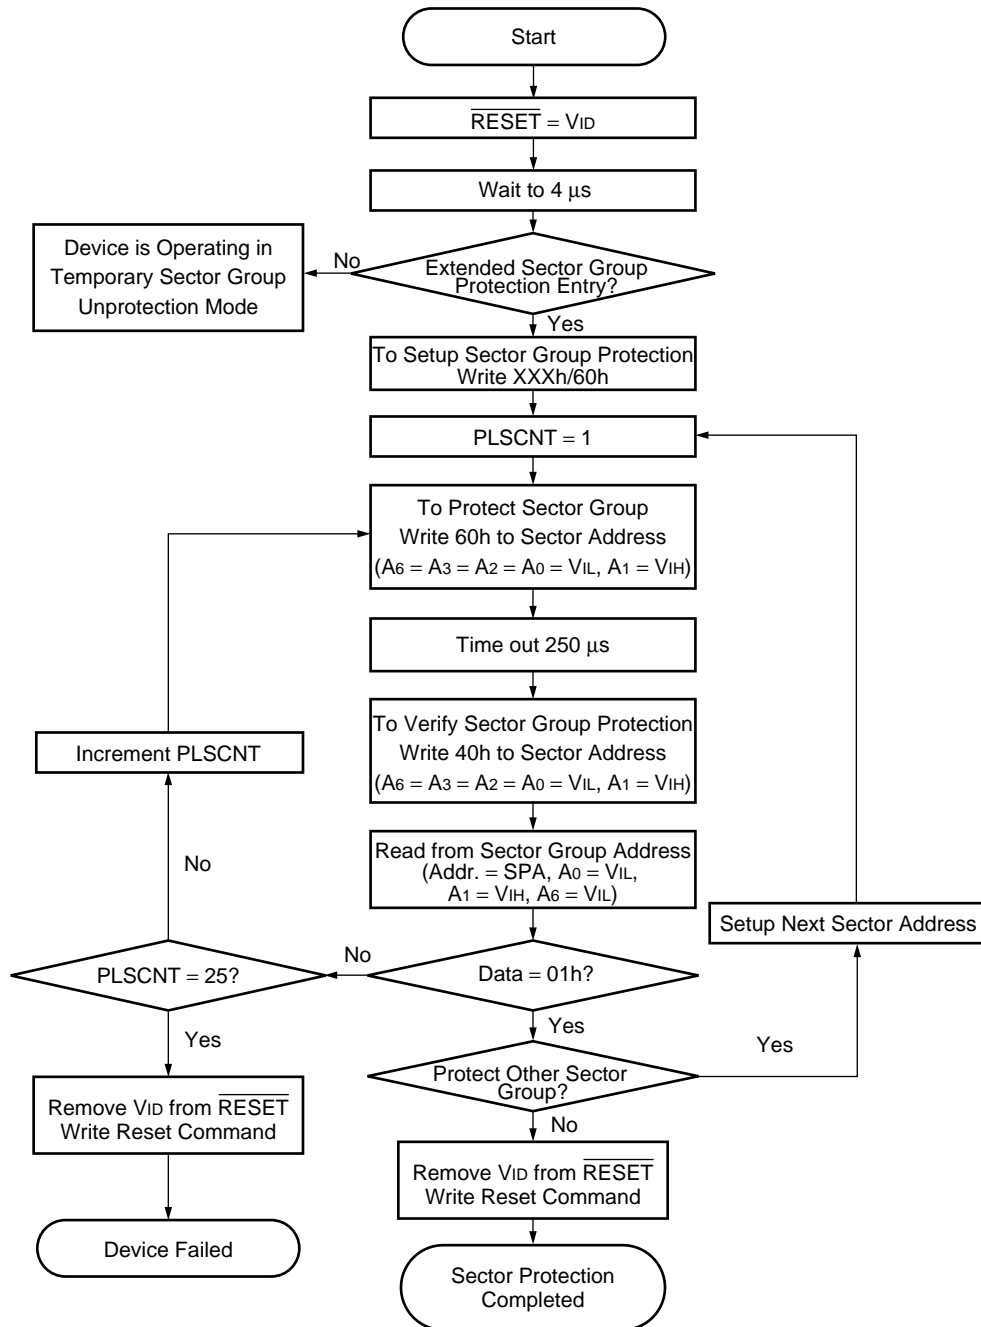 Start
RESET = VID
Wait to 4 μs
Device is Operating in
Temporary Sector Group
Unprotection Mode
No
Extended Sector Group
Protection Entry?
Yes
To Setup Sector Group Protection
Write XXXh/60h
PLSCNT = 1
To Protect Sector Group
Write 60h to Sector Address
(A6 = A3 = A2 = A0 = VIL, A1 = VIH)
Time out 250 μs
To Verify Sector Group Protection
Write 40h to Sector Address
(A6 = A3 = A2 = A0 = VIL, A1 = VIH)
Increment PLSCNT
Read from Sector Group Address
(Addr. = SPA, A0 = VIL,
A1 = VIH, A6 = VIL)
No
Setup Next Sector Address
PLSCNT = 25?
No
Data = 01h?
Yes
Yes
Yes
Protect Other Sector
Group?
No
Remove VID from RESET
Write Reset Command
Remove VID from RESET
Write Reset Command
Device Failed
Sector Protection
Completed